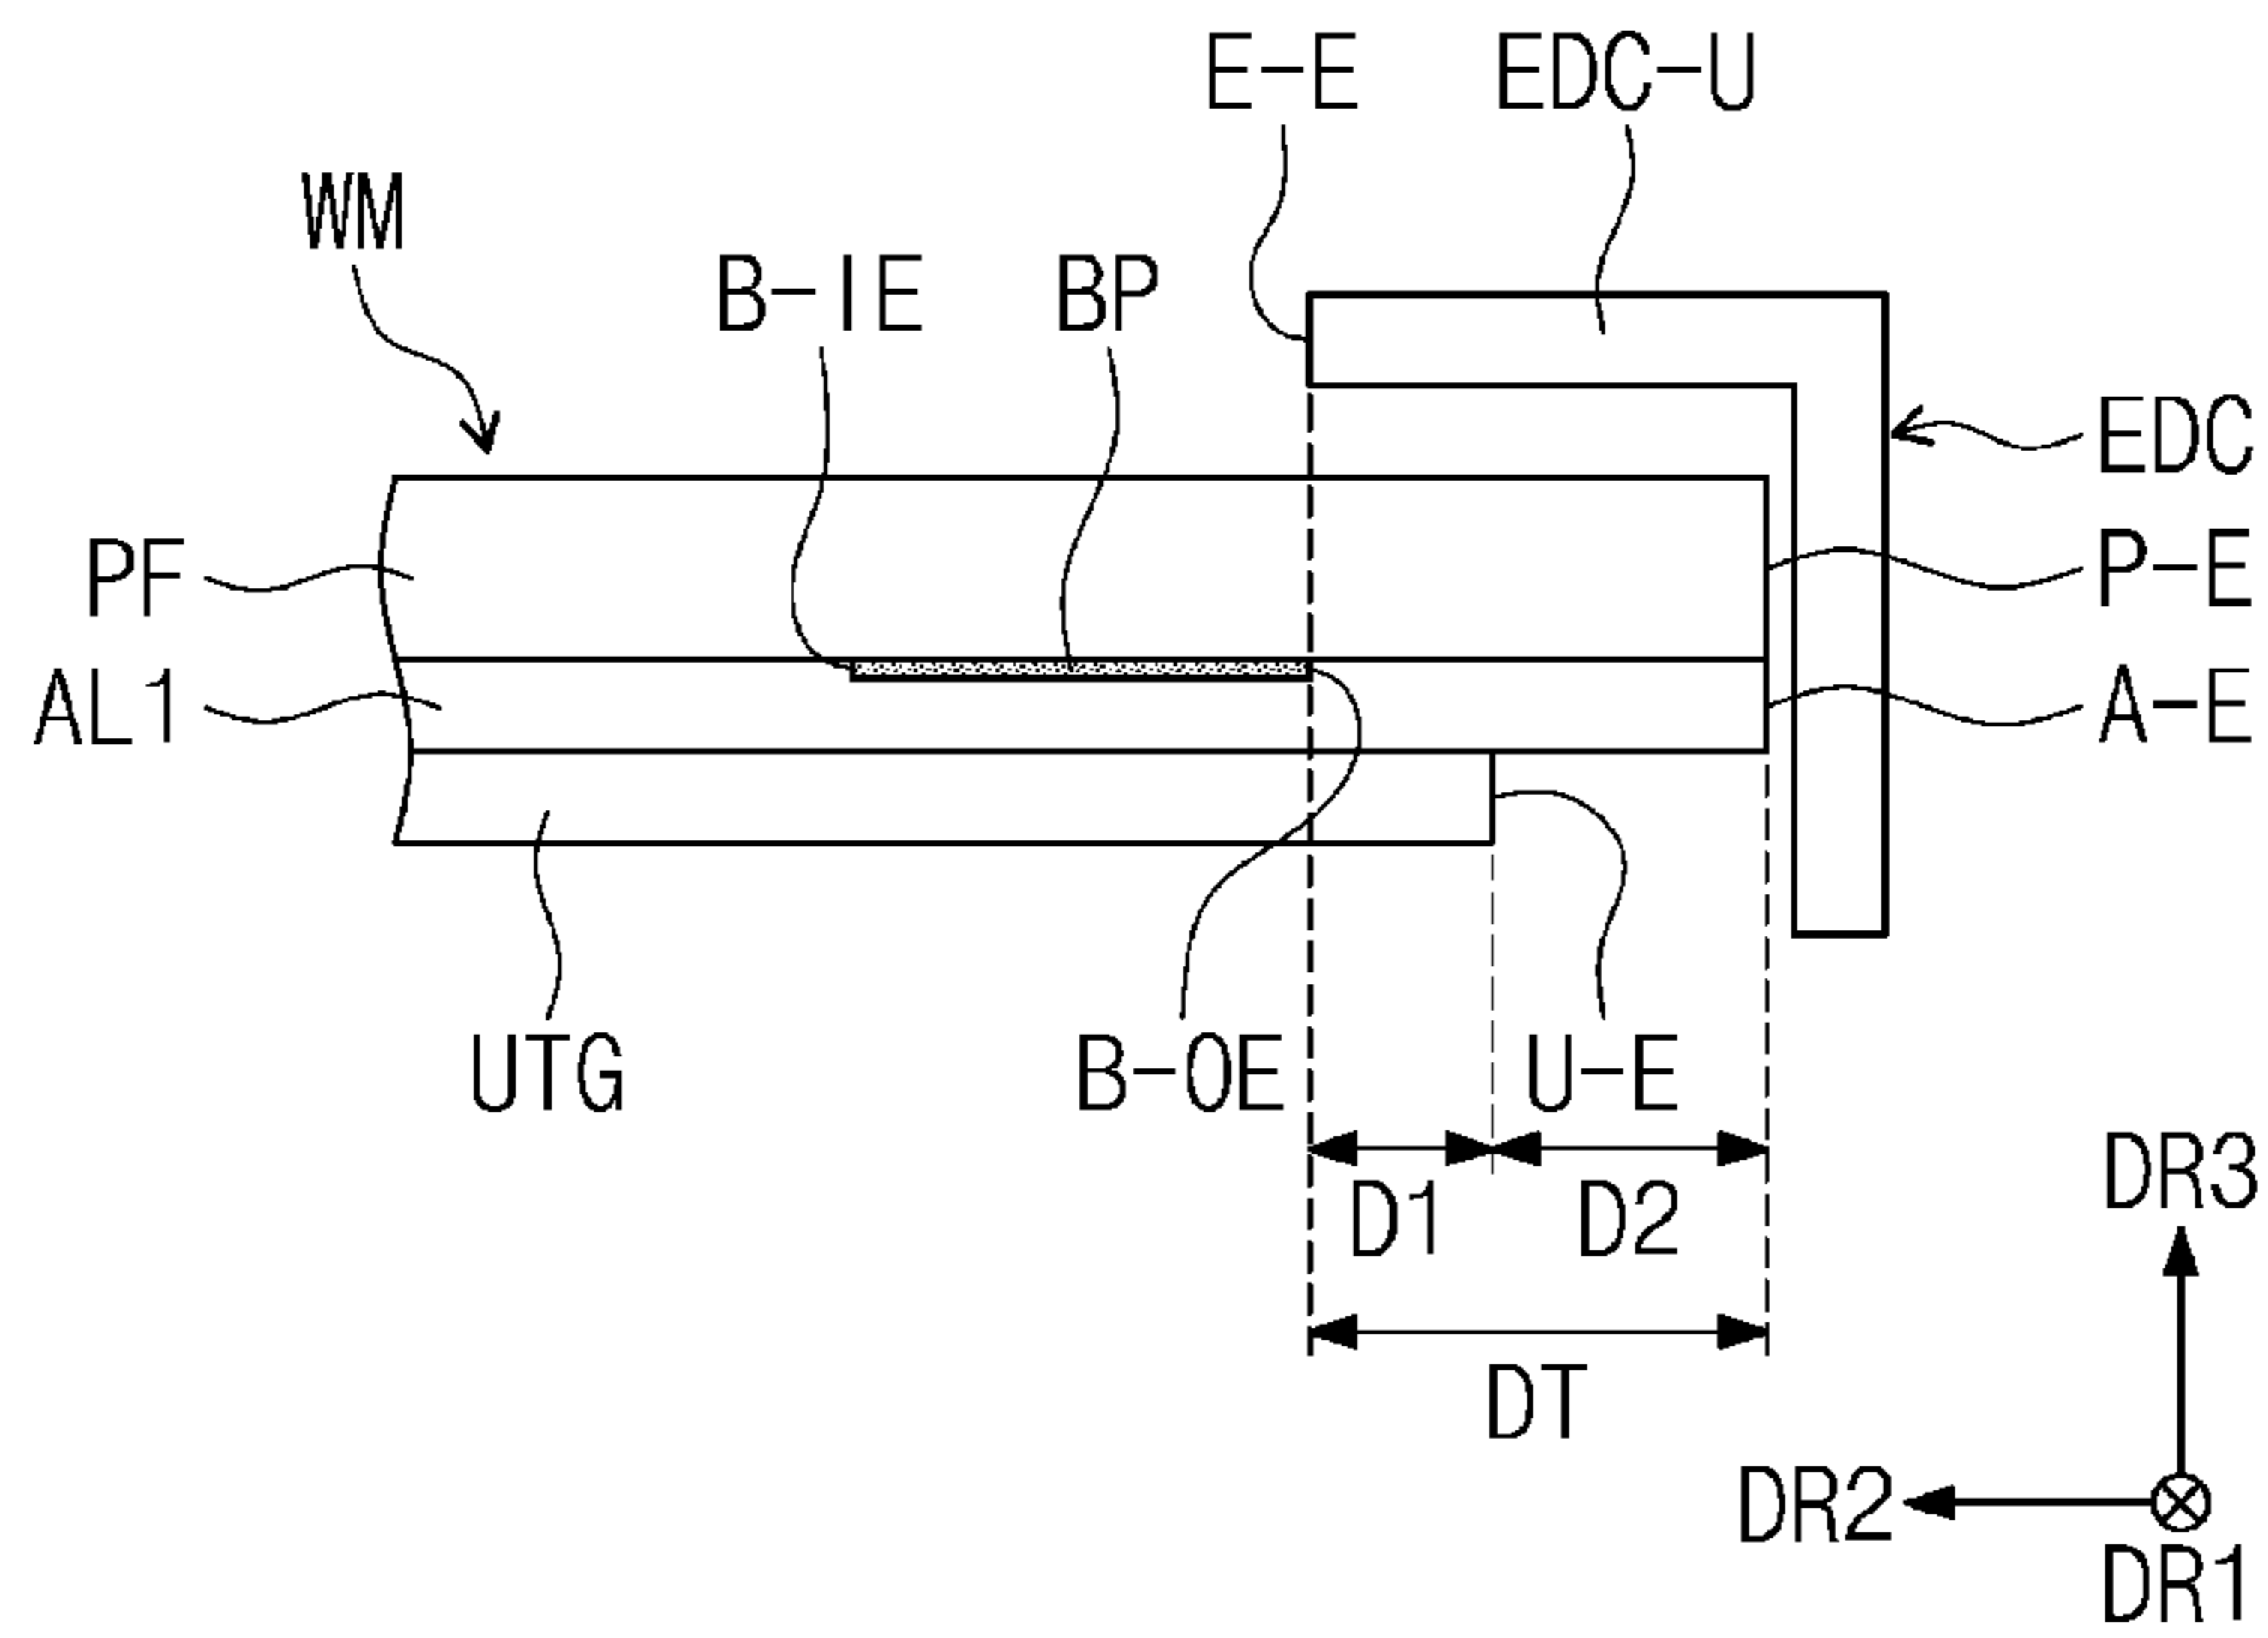 E-E EDC-U
WM
B-IE BP
EDC
PF P-E
AL1 A-E
UTG B-OE U-E
D1 D2 DR3
DT
DR2
DR1